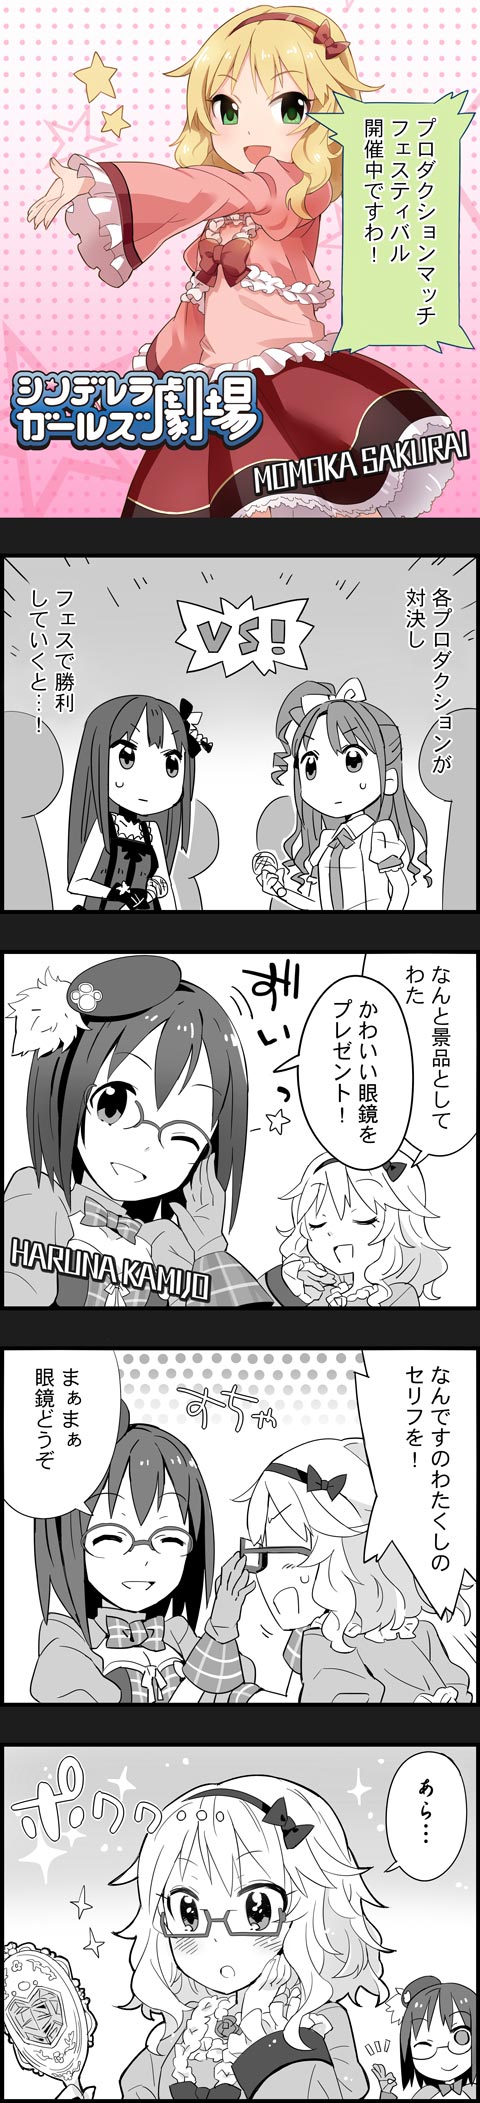 プロダクションマッチ
フェスティバル
開催中ですわ！
シンデレラ
ガールズ劇場
MOMOKA SAKURAI
各プロダクションが
対決し
VS!
フェスで勝利
していくと…！
なんと景品として
わた
かわいい眼鏡を
プレゼント！
ずいっ
HARUNA KAMIJO
なんですのわたくしの
セリフを！
すちゃ
まぁまぁ
眼鏡どうぞ
あら…
ポワワ